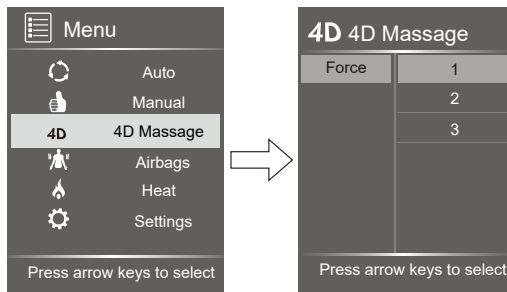 Menu
Auto
Manual
4D 4D Massage
Airbags
Heat
Settings
Press arrow keys to select
4D 4D Massage
Force 1
2
3
Press arrow keys to select